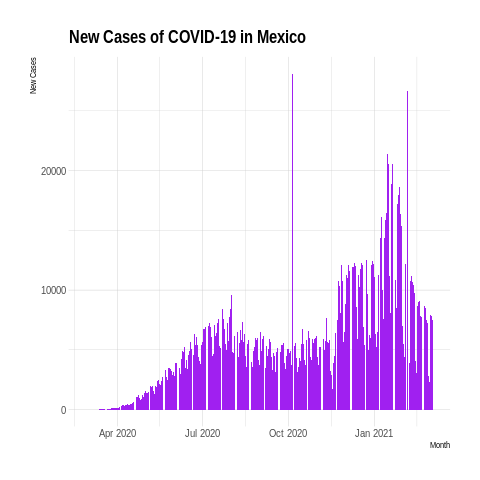 New Cases of COVID-19 in Mexico
New Cases
20000
10000
0
Apr 2020 Jul 2020 Oct 2020 Jan 2021
Month